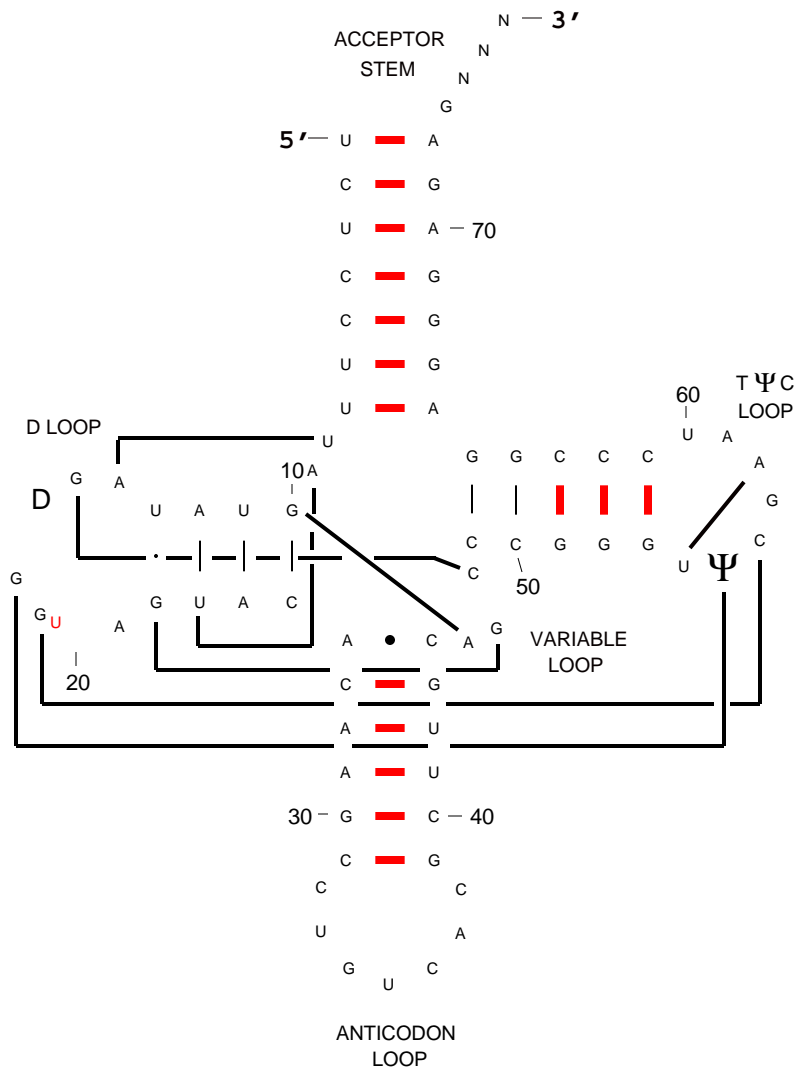 N 3'
ACCEPTOR
STEM
N
N
G
5' U A
C G
U A 70
C G
C G
U G
U A
60
T Ψ C
LOOP
D LOOP
U
U A
G G C C C
A
10 A
G A
D
U A U G
G
C C G G G U Ψ C
C
50
G
G U A G U A C
20
A C A G
VARIABLE
LOOP
C G
A U
A U
30 G C 40
C G
C C
U A
G C
U
ANTICODON
LOOP